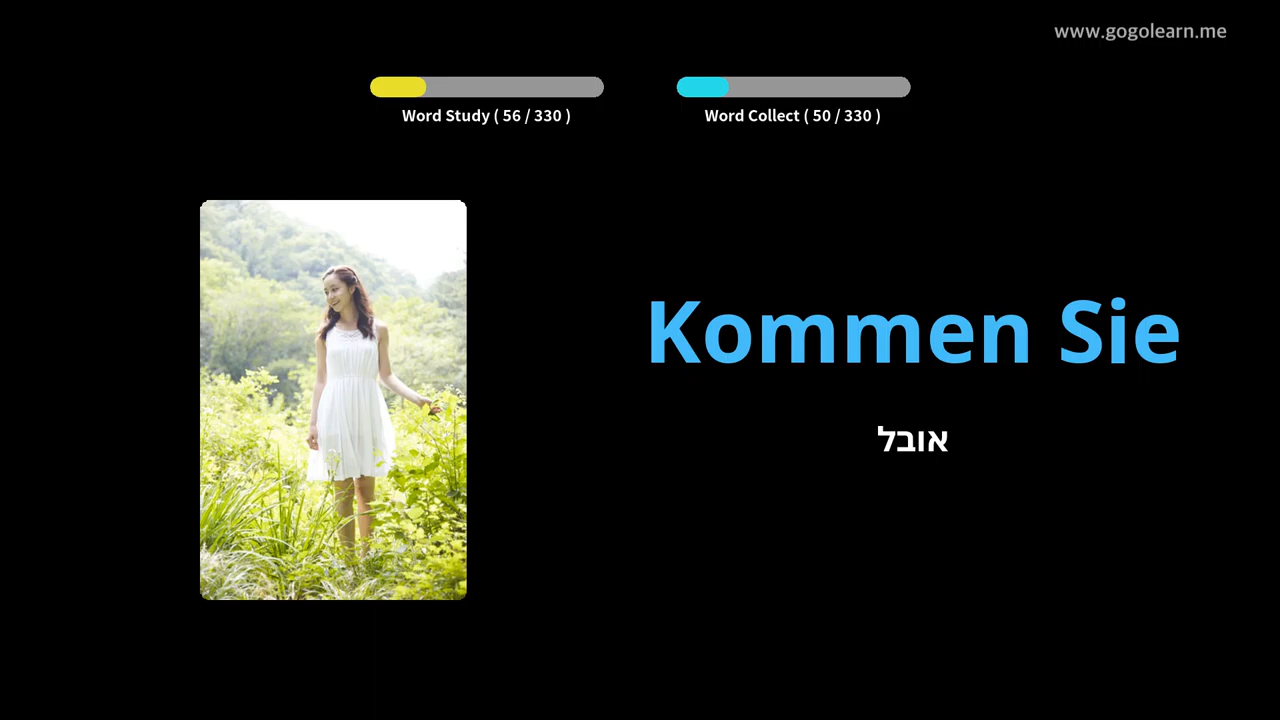 www.gogolearn.me
Word Study ( 56 / 330 )
Word Collect ( 50 / 330 )
Kommen Sie
אובל